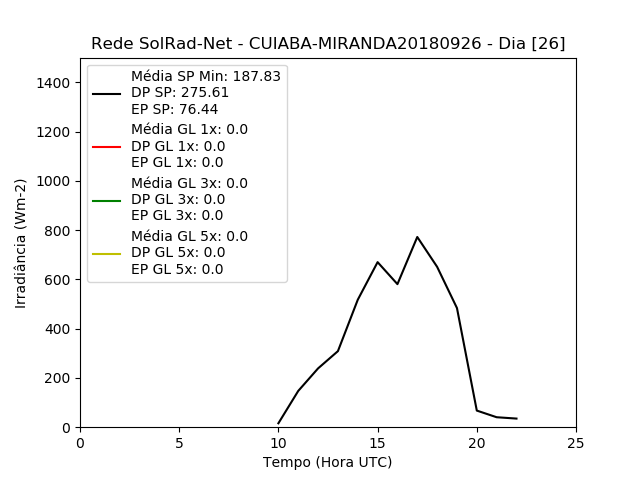 Rede SolRad-Net - CUIABA-MIRANDA20180926 - Dia [26]
Média SP Min: 187.83
DP SP: 275.61
EP SP: 76.44
Média GL 1x: 0.0
DP GL 1x: 0.0
EP GL 1x: 0.0
Média GL 3x: 0.0
DP GL 3x: 0.0
EP GL 3x: 0.0
Média GL 5x: 0.0
DP GL 5x: 0.0
EP GL 5x: 0.0
Irradiância (Wm-2)
1400
1200
1000
800
600
400
200
0
0 5 10 15 20 25
Tempo (Hora UTC)